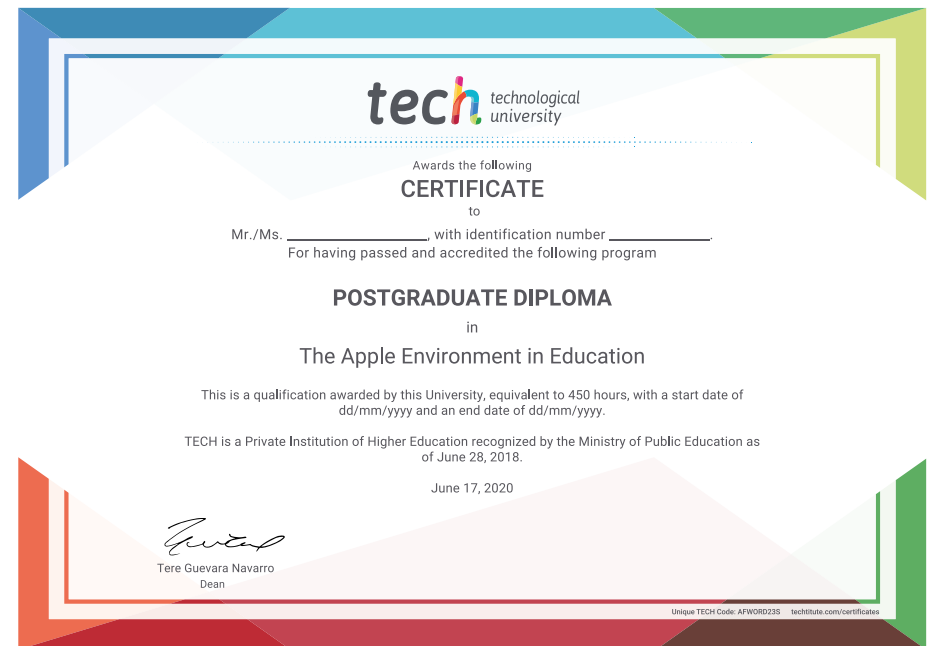 tech technological
university
Awards the following
CERTIFICATE
to
Mr./Ms. ____________________, with identification number ______________.
For having passed and accredited the following program
POSTGRADUATE DIPLOMA
in
The Apple Environment in Education
This is a qualification awarded by this University, equivalent to 450 hours, with a start date of
dd/mm/yyyy and an end date of dd/mm/yyyy.
TECH is a Private Institution of Higher Education recognized by the Ministry of Public Education as
of June 28, 2018.
June 17, 2020
Tere Guevara Navarro
Dean
Unique TECH Code: AFWORD23S techtitute.com/certificates